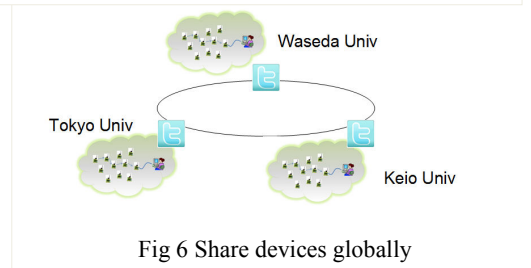 Waseda Univ
t
Tokyo Univ
t
t
Keio Univ
Fig 6 Share devices globally